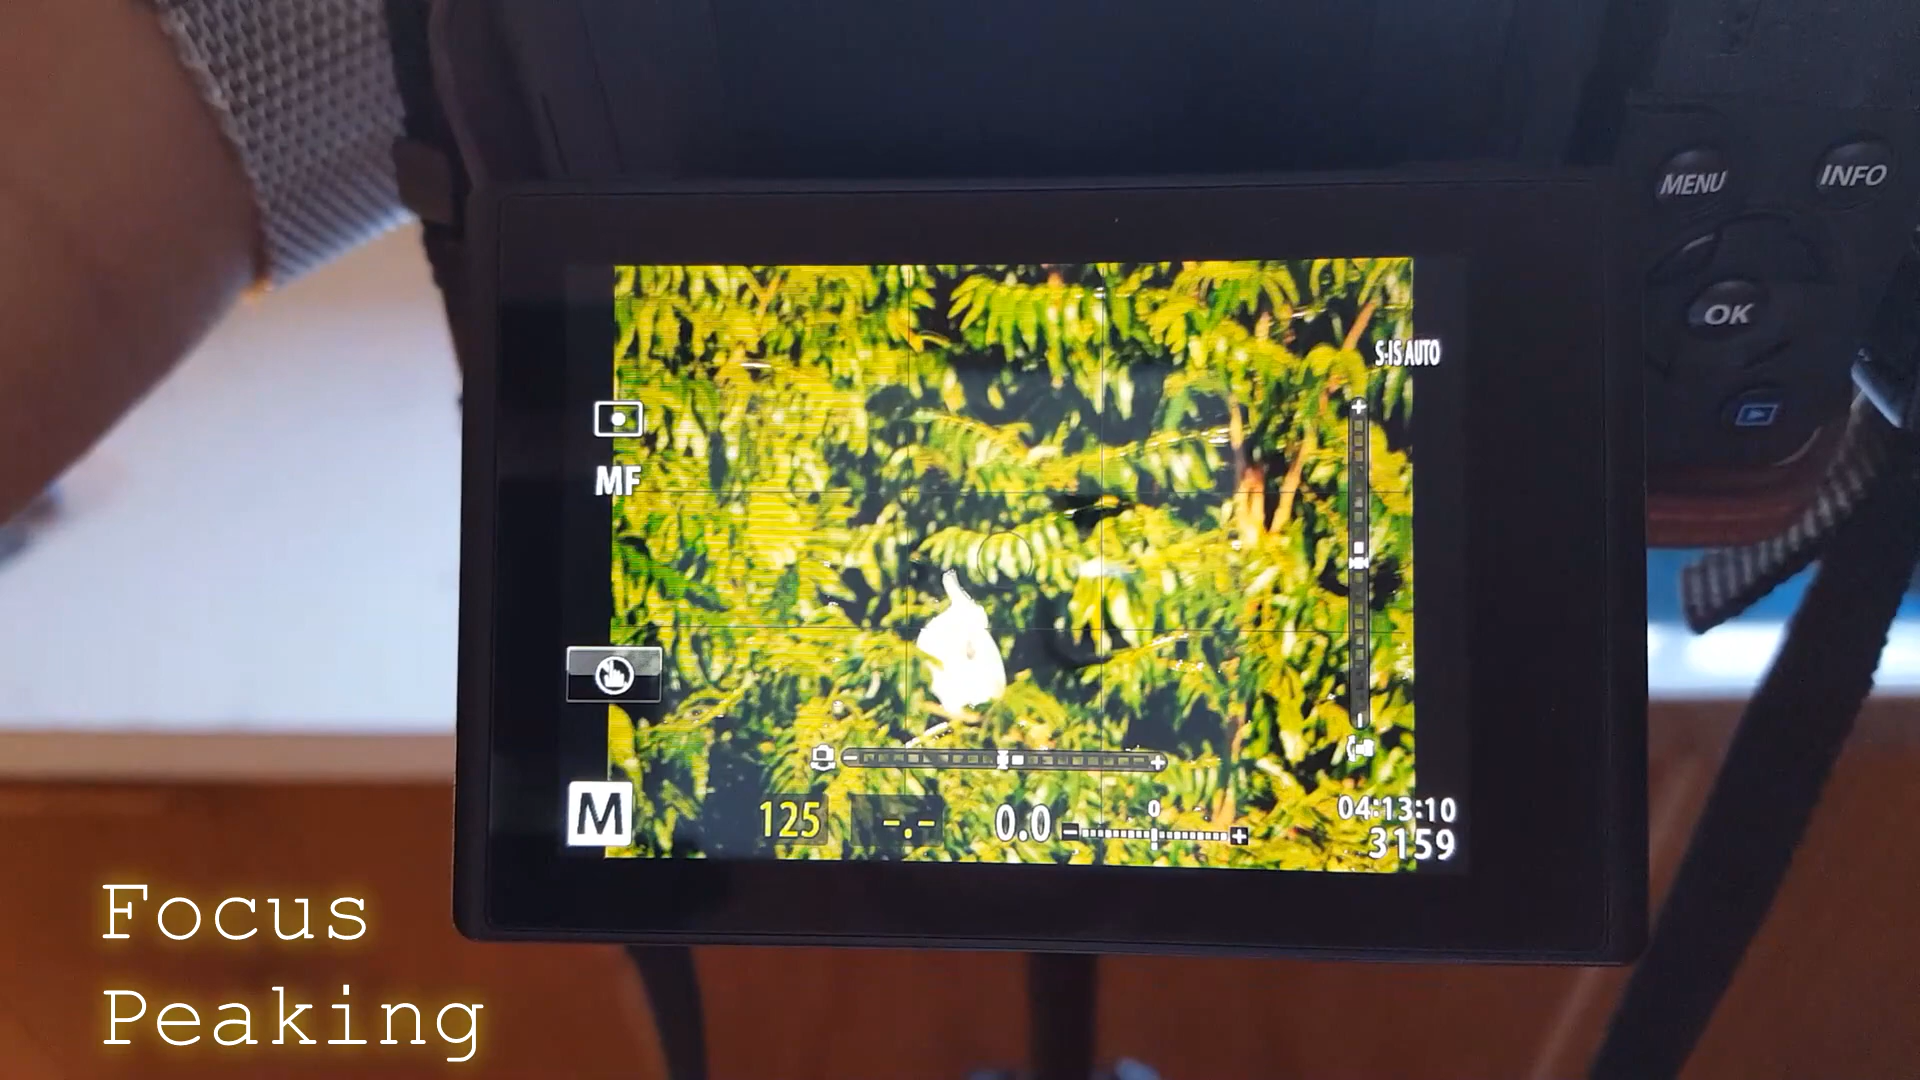 MENU
INFO
OK
S-IS AUTO
MF
M
125
-.-
0.0
0
04:13:10
3159
Focus
Peaking